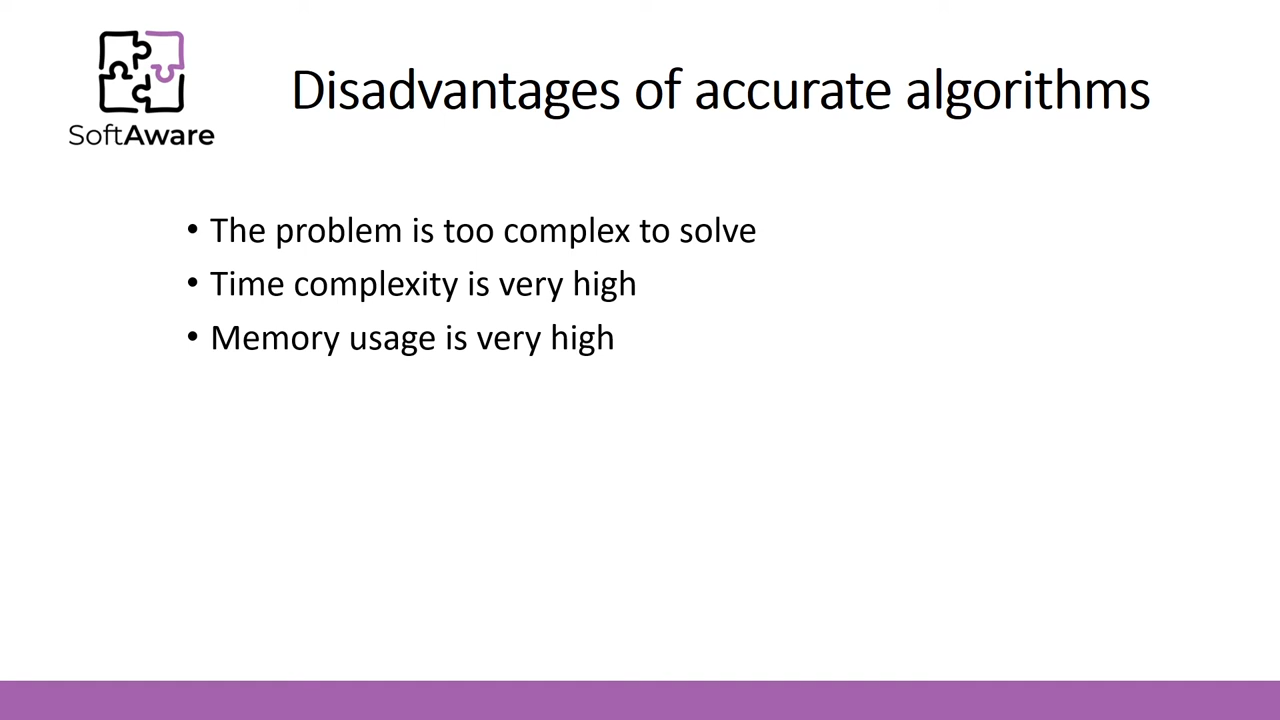 SoftAware
Disadvantages of accurate algorithms
• The problem is too complex to solve
• Time complexity is very high
• Memory usage is very high